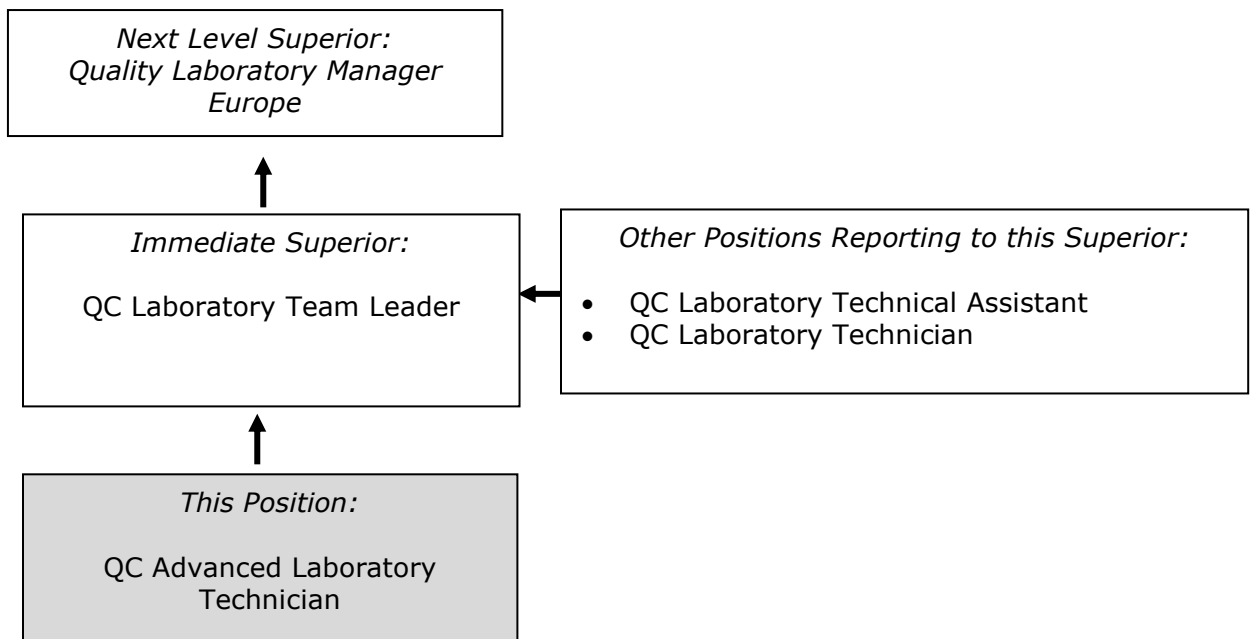 Next Level Superior:
Quality Laboratory Manager
Europe
Immediate Superior:
QC Laboratory Team Leader
Other Positions Reporting to this Superior:
• QC Laboratory Technical Assistant
• QC Laboratory Technician
This Position:
QC Advanced Laboratory
Technician